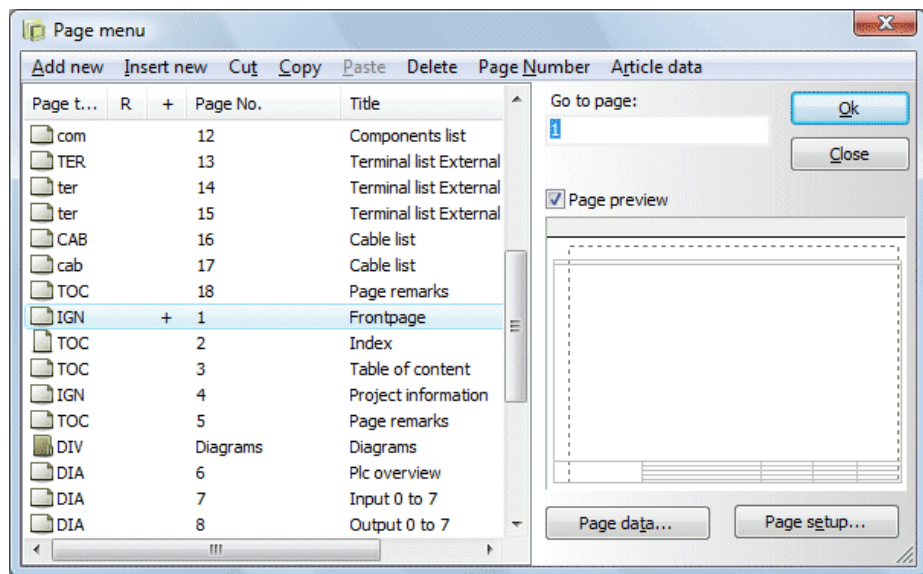 Page menu
Add new Insert new Cut Copy Paste Delete Page Number Article data
Page t... R + Page No. Title
com 12 Components list
TER 13 Terminal list External
ter 14 Terminal list External
ter 15 Terminal list External
CAB 16 Cable list
cab 17 Cable list
TOC 18 Page remarks
IGN + 1 Frontpage
TOC 2 Index
TOC 3 Table of content
IGN 4 Project information
TOC 5 Page remarks
DIV Diagrams Diagrams
DIA 6 Plc overview
DIA 7 Input 0 to 7
DIA 8 Output 0 to 7
Go to page:
1
Ok
Close
Page preview
Page data... Page setup...